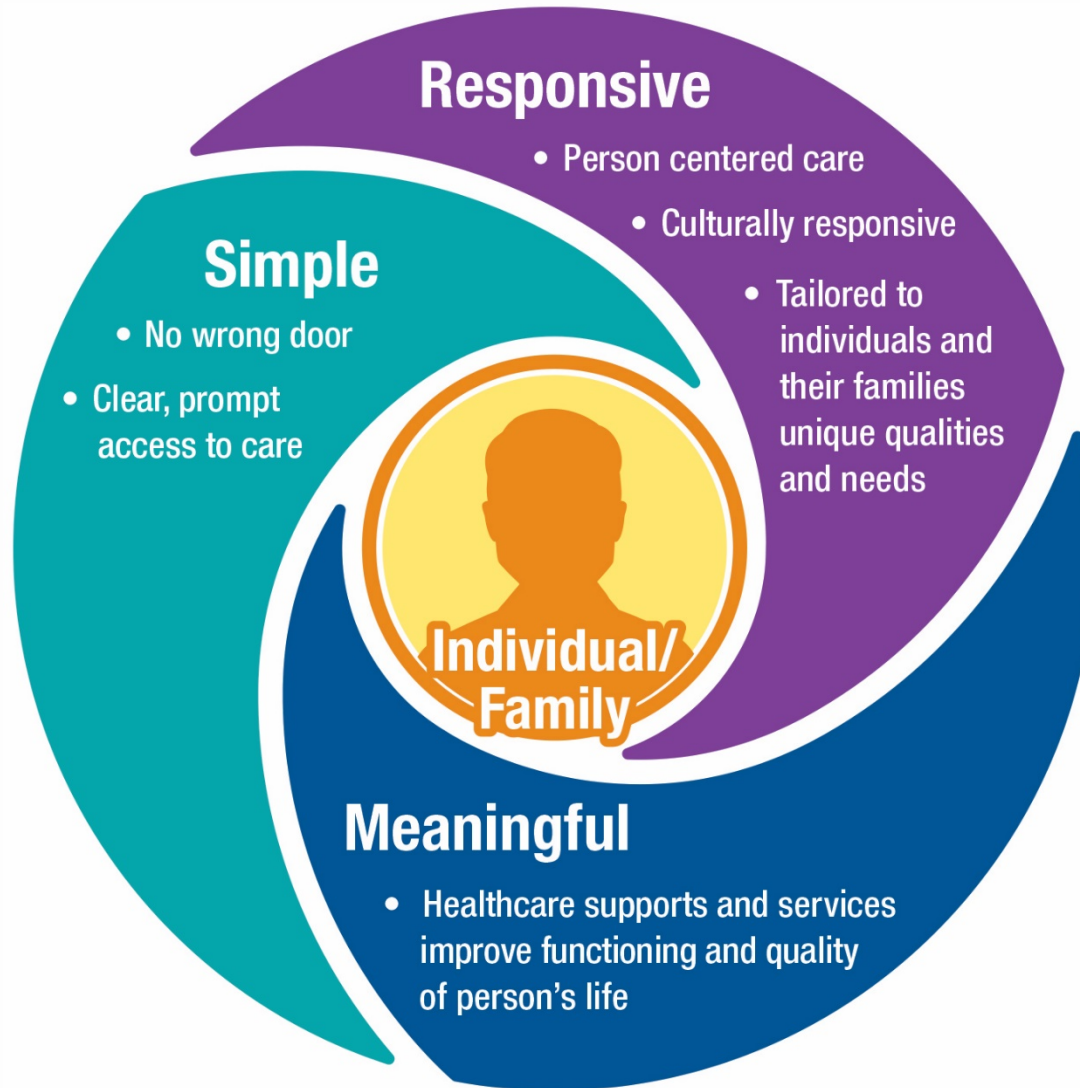 Responsive
• Person centered care
• Culturally responsive
• Tailored to
individuals and
their families
unique qualities
and needs
Simple
• No wrong door
• Clear, prompt
access to care
Individual/
Family
Meaningful
• Healthcare supports and services
improve functioning and quality
of person’s life